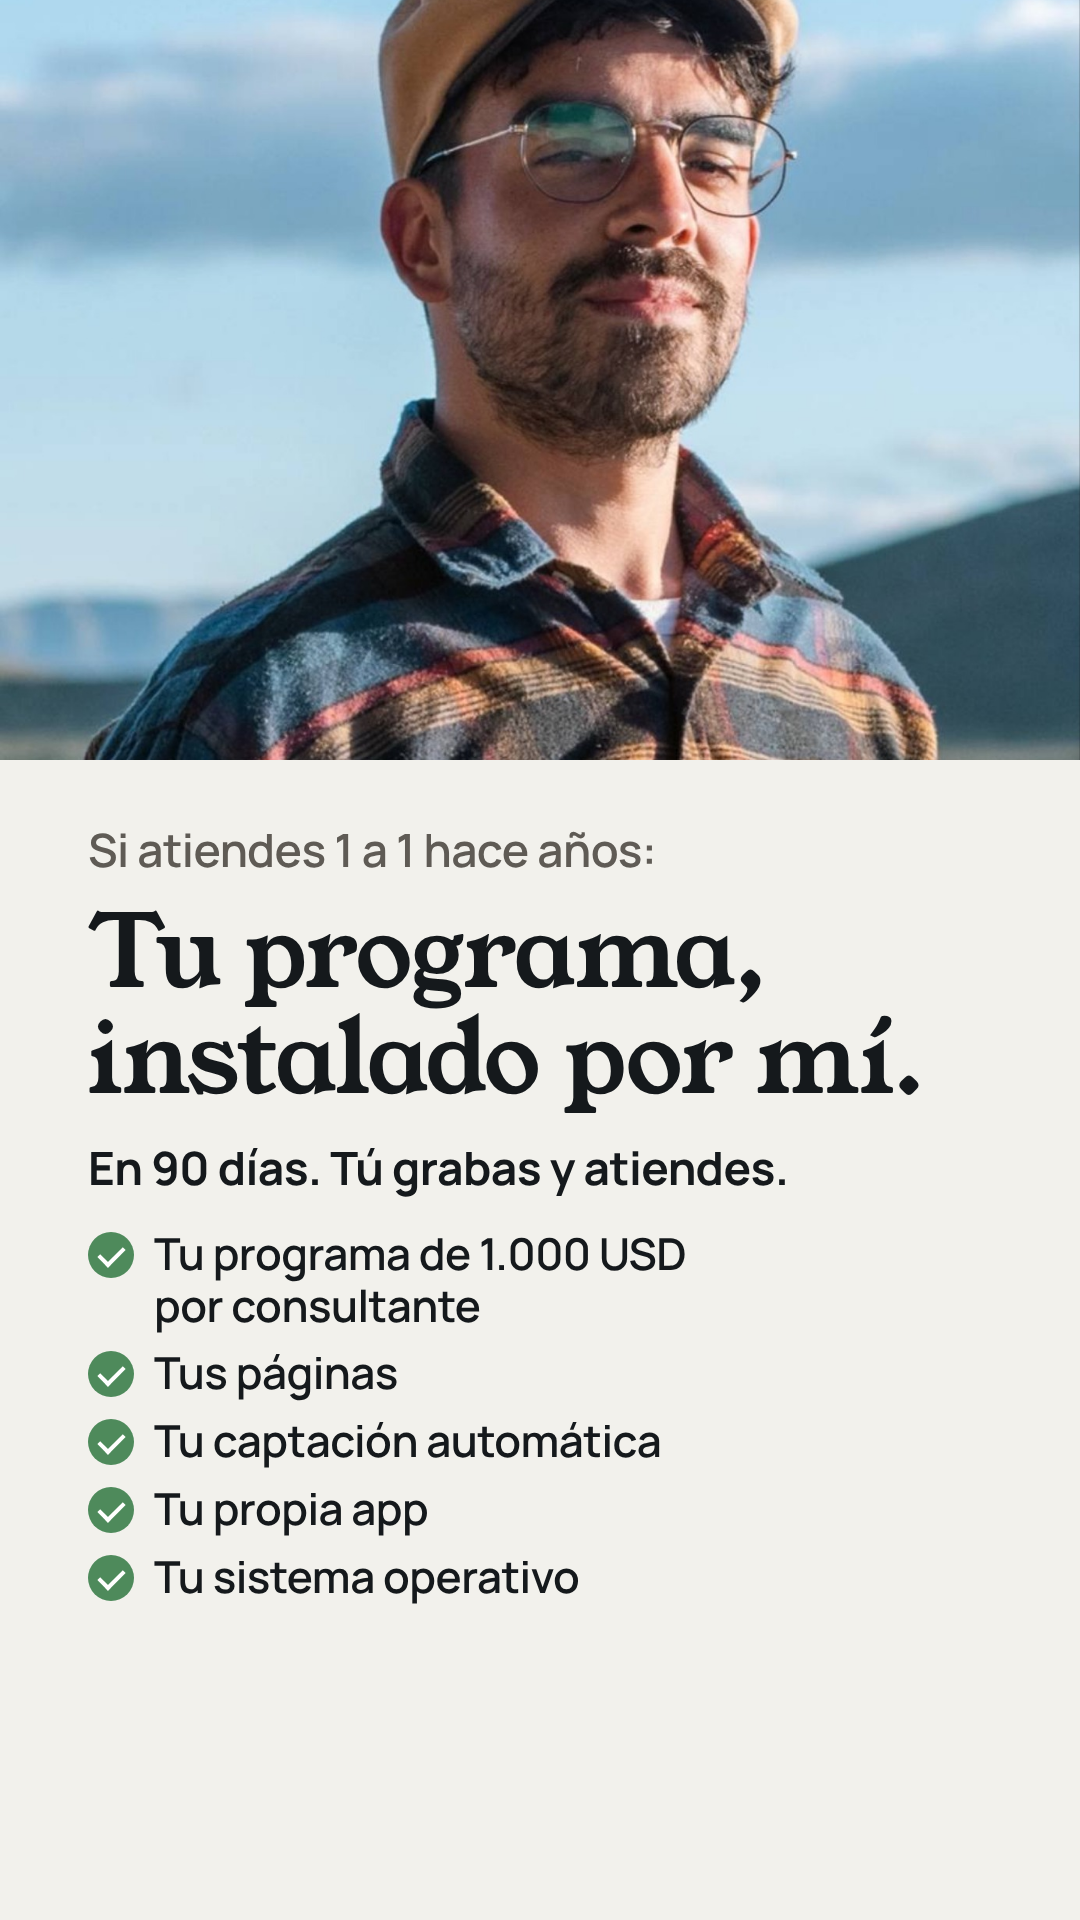 Si atiendes 1 a 1 hace años:
Tu programa,
instalado por mí.
En 90 días. Tú grabas y atiendes.
Tu programa de 1.000 USD
por consultante
Tus páginas
Tu captación automática
Tu propia app
Tu sistema operativo